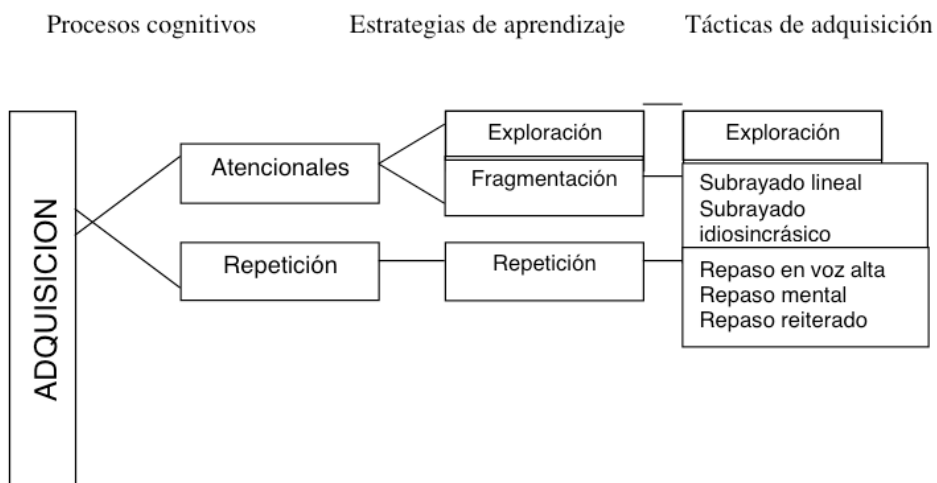 Procesos cognitivos
Estrategias de aprendizaje
Tácticas de adquisición
ADQUISICION
Atencionales
Repetición
Exploración
Fragmentación
Repetición
Exploración
Subrayado lineal
Subrayado
idiosincrásico
Repaso en voz alta
Repaso mental
Repaso reiterado